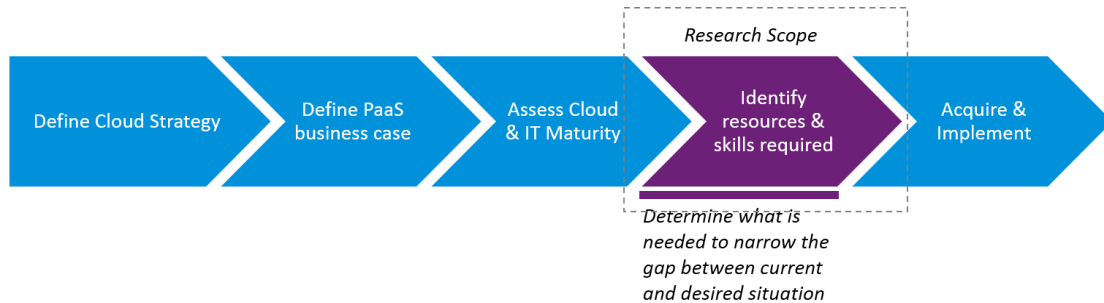 Research Scope
Define Cloud Strategy
Define PaaS
business case
Assess Cloud
& IT Maturity
Identify
resources &
skills required
Acquire &
Implement
Determine what is
needed to narrow the
gap between current
and desired situation